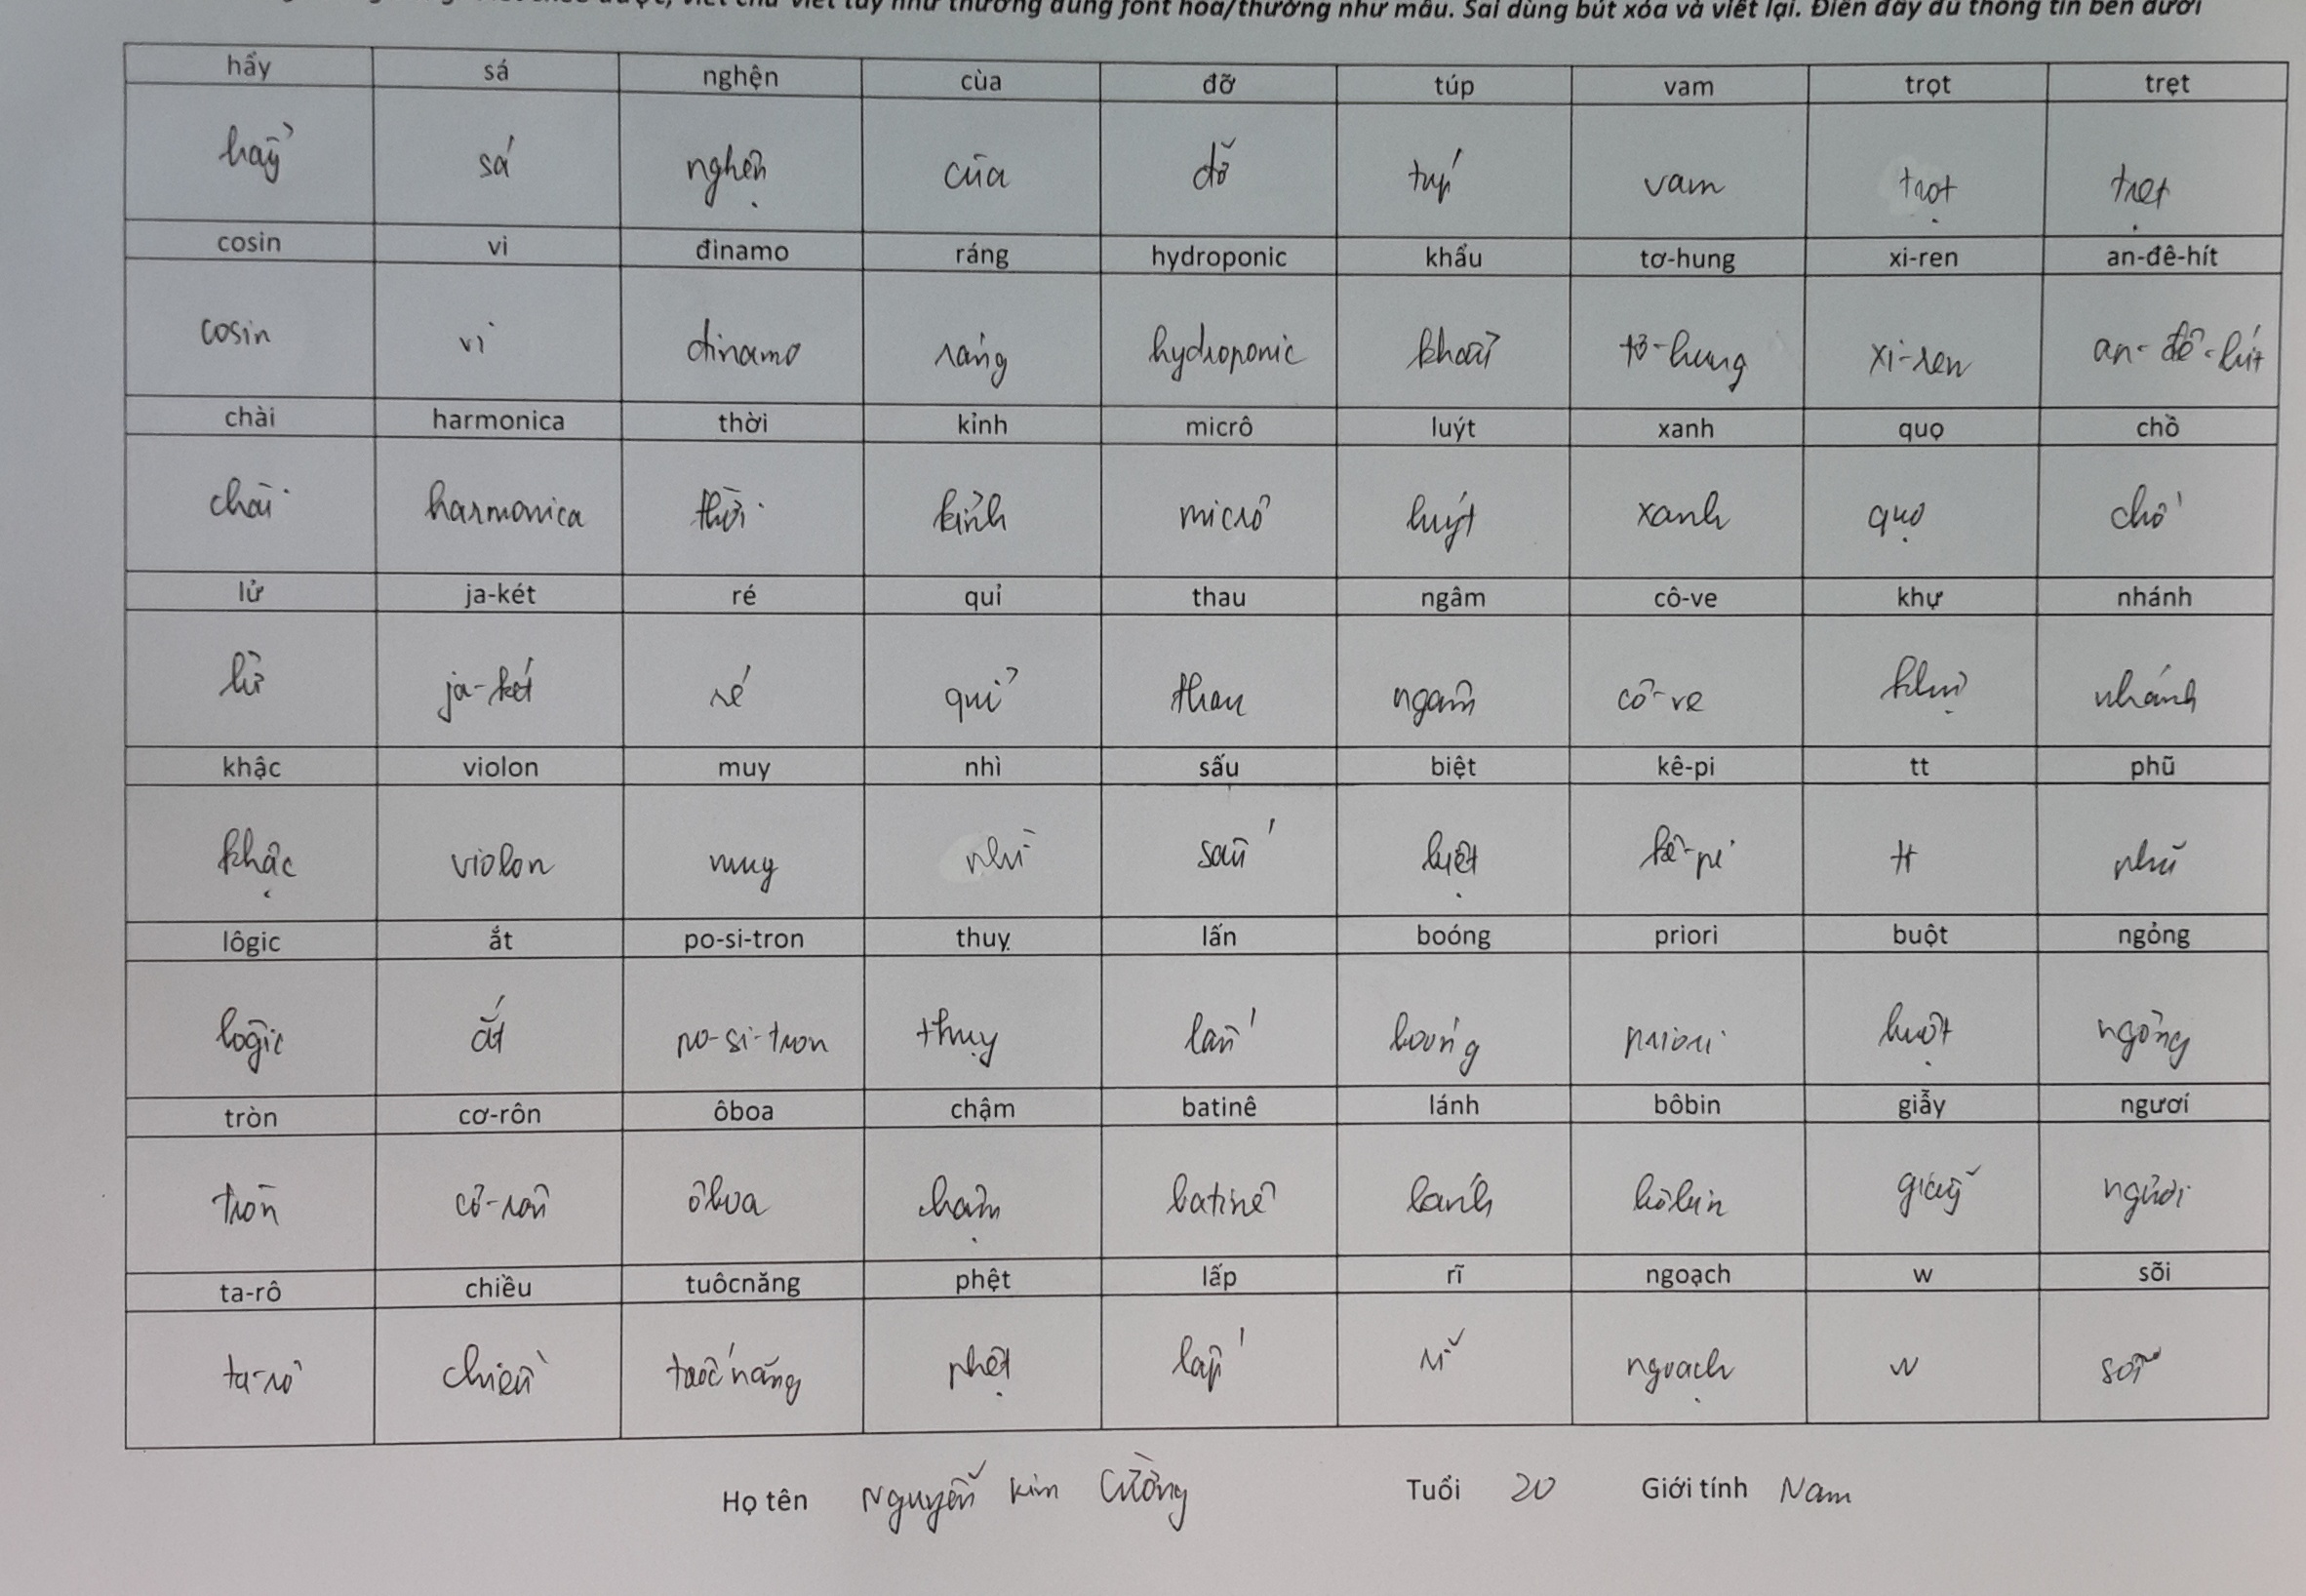 viết chữ viết tay như thường dùng font hoa/thường như mẫu. Sai dùng bút xóa và viết lại. Điền đầy đủ thông tin bên dưới
hẩy sá nghện cùa đỡ túp vam trọt trẹt
hẩy sá nghện cùa đỡ túp vam trọt trẹt
cosin vi đinamo ráng hydroponic khẩu tơ-hung xi-ren an-đê-hít
cosin vi đinamo ráng hydroponic khoải tơ-hung xi-ren an-đê-hít
chài harmonica thời kỉnh micrô luýt xanh quọ chồ
chài harmonica thời kỉnh micrô luýt xanh quọ chồ
lử ja-két ré quỉ thau ngâm cô-ve khự nhánh
lử ja-két ré quỉ thau ngâm cô-ve khự nhánh
khậc violon muy nhì sấu biệt kê-pi tt phũ
khậc violon muy nhì sấu biệt kê-pi tt phũ
lôgic ắt po-si-tron thuỵ lấn boóng priori buột ngỏng
lôgic ắt po-si-tron thuỵ lấn boóng priori buột ngỏng
tròn cơ-rôn ôboa chậm batinê lánh bôbin giẫy ngươí
tròn cơ-rôn ôboa chậm batinê lánh bôbin giẫy ngươí
ta-rô chiều tuôcnăng phệt lấp rĩ ngoạch w sõi
ta-rô chiều tuôcnăng phệt lấp rĩ ngoạch w sõi
Họ tên Nguyễn Kim Cường Tuổi 20 Giới tính Nam